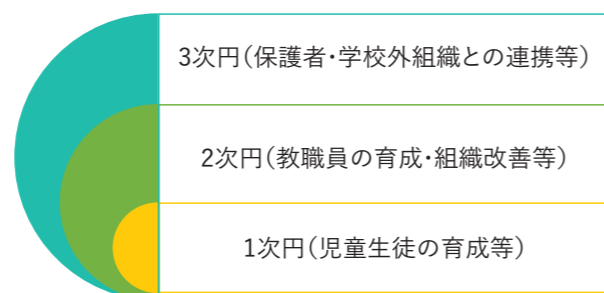 3次円（保護者・学校外組織との連携等）
2次円（教職員の育成・組織改善等）
1次円（児童生徒の育成等）